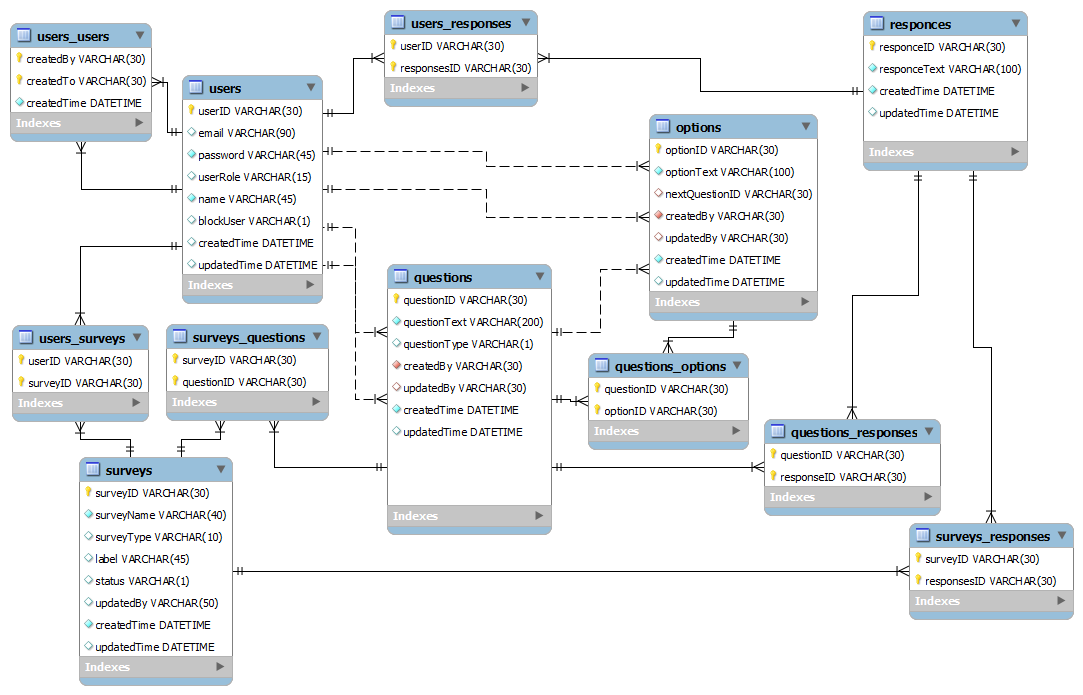 users_users
createdBy VARCHAR(30)
createdTo VARCHAR(30)
createdTime DATETIME
Indexes
users
userID VARCHAR(30)
email VARCHAR(90)
password VARCHAR(45)
userRole VARCHAR(15)
name VARCHAR(45)
blockUser VARCHAR(1)
createdTime DATETIME
updatedTime DATETIME
Indexes
users_responses
userID VARCHAR(30)
responsesID VARCHAR(30)
Indexes
responces
responceID VARCHAR(30)
responceText VARCHAR(100)
createdTime DATETIME
updatedTime DATETIME
Indexes
options
optionID VARCHAR(30)
optionText VARCHAR(100)
nextQuestionID VARCHAR(30)
createdBy VARCHAR(30)
updatedBy VARCHAR(30)
createdTime DATETIME
updatedTime DATETIME
Indexes
questions
questionID VARCHAR(30)
questionText VARCHAR(200)
questionType VARCHAR(1)
createdBy VARCHAR(30)
updatedBy VARCHAR(30)
createdTime DATETIME
updatedTime DATETIME
Indexes
users_surveys
userID VARCHAR(30)
surveyID VARCHAR(30)
Indexes
surveys_questions
surveyID VARCHAR(30)
questionID VARCHAR(30)
Indexes
questions_options
questionID VARCHAR(30)
optionID VARCHAR(30)
Indexes
questions_responses
questionID VARCHAR(30)
responseID VARCHAR(30)
Indexes
surveys
surveyID VARCHAR(30)
surveyName VARCHAR(40)
surveyType VARCHAR(10)
label VARCHAR(45)
status VARCHAR(1)
updatedBy VARCHAR(50)
createdTime DATETIME
updatedTime DATETIME
Indexes
surveys_responses
surveyID VARCHAR(30)
responsesID VARCHAR(30)
Indexes